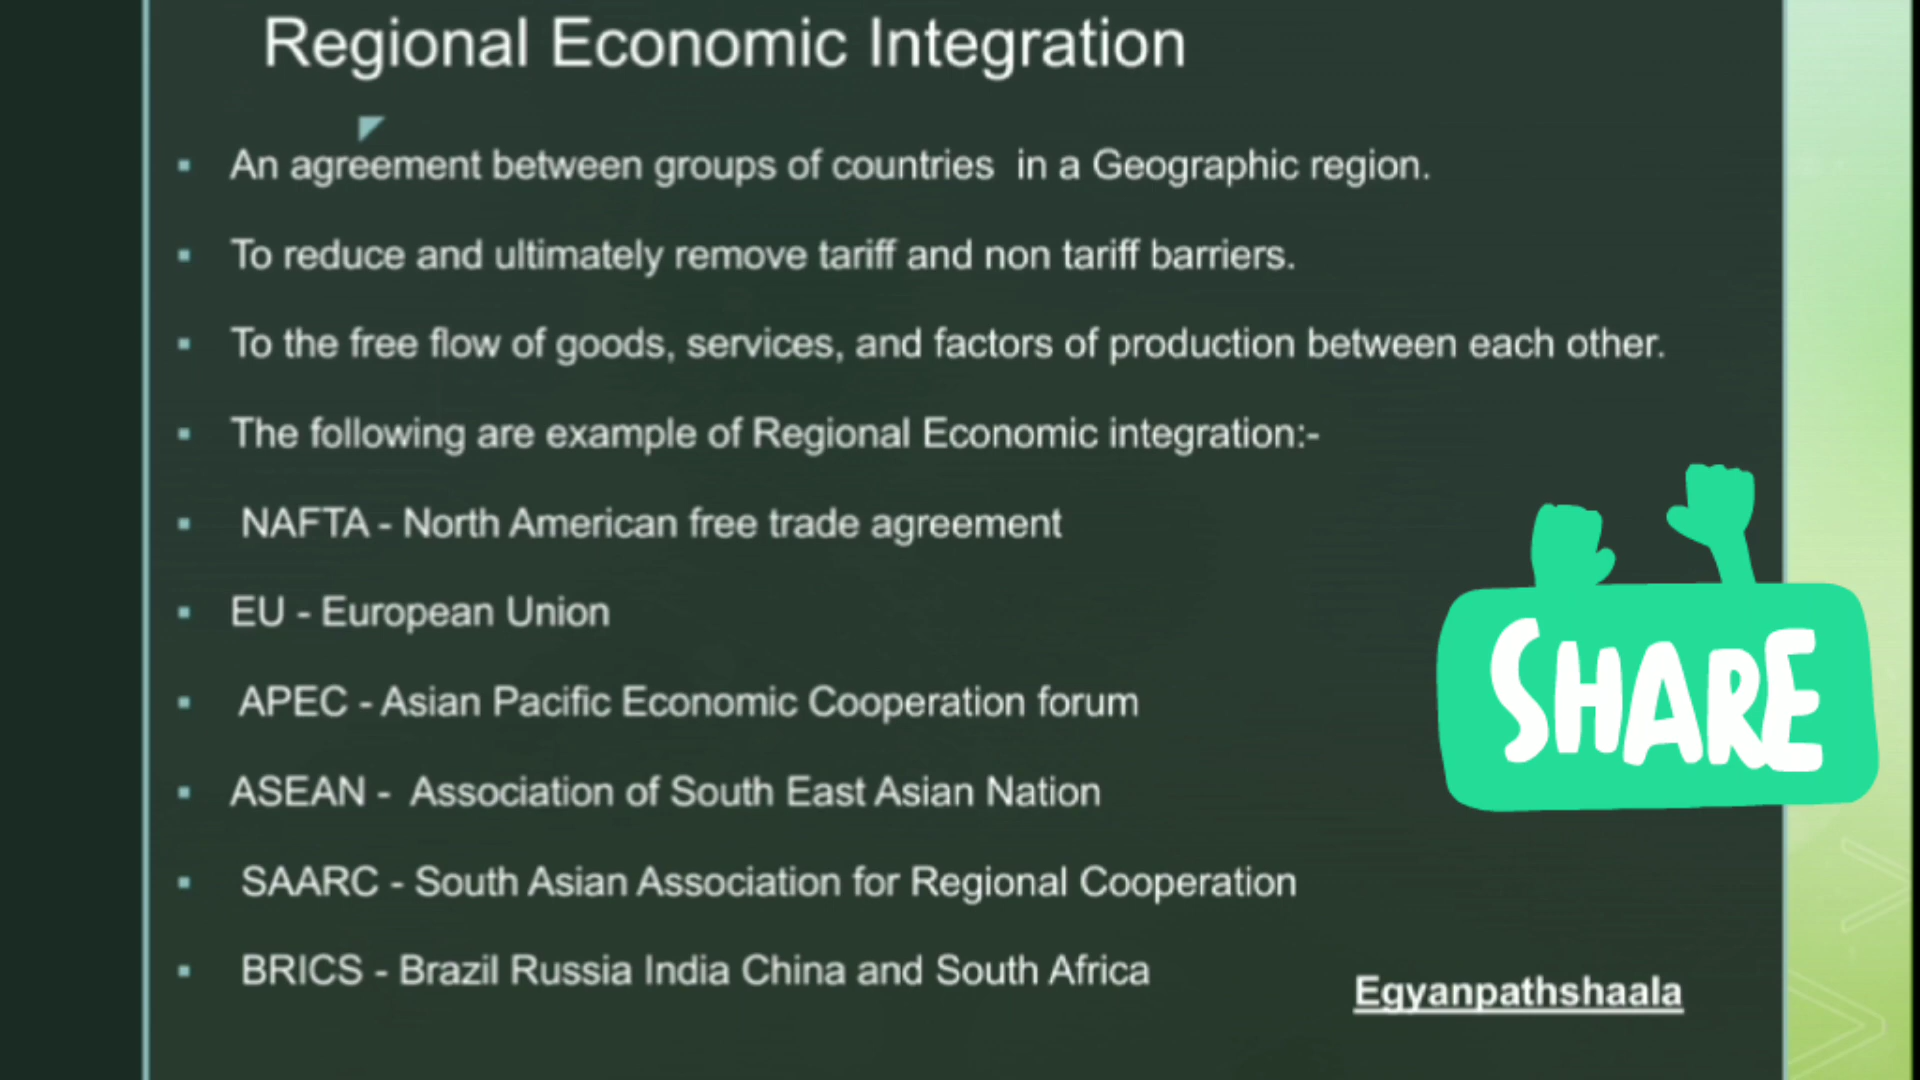 Regional Economic Integration
▪ An agreement between groups of countries in a Geographic region.
▪ To reduce and ultimately remove tariff and non tariff barriers.
▪ To the free flow of goods, services, and factors of production between each other.
▪ The following are example of Regional Economic integration:-
▪ NAFTA - North American free trade agreement
▪ EU - European Union
▪ APEC - Asian Pacific Economic Cooperation forum
▪ ASEAN - Association of South East Asian Nation
▪ SAARC - South Asian Association for Regional Cooperation
▪ BRICS - Brazil Russia India China and South Africa
SHARE
Egyanpathshaala